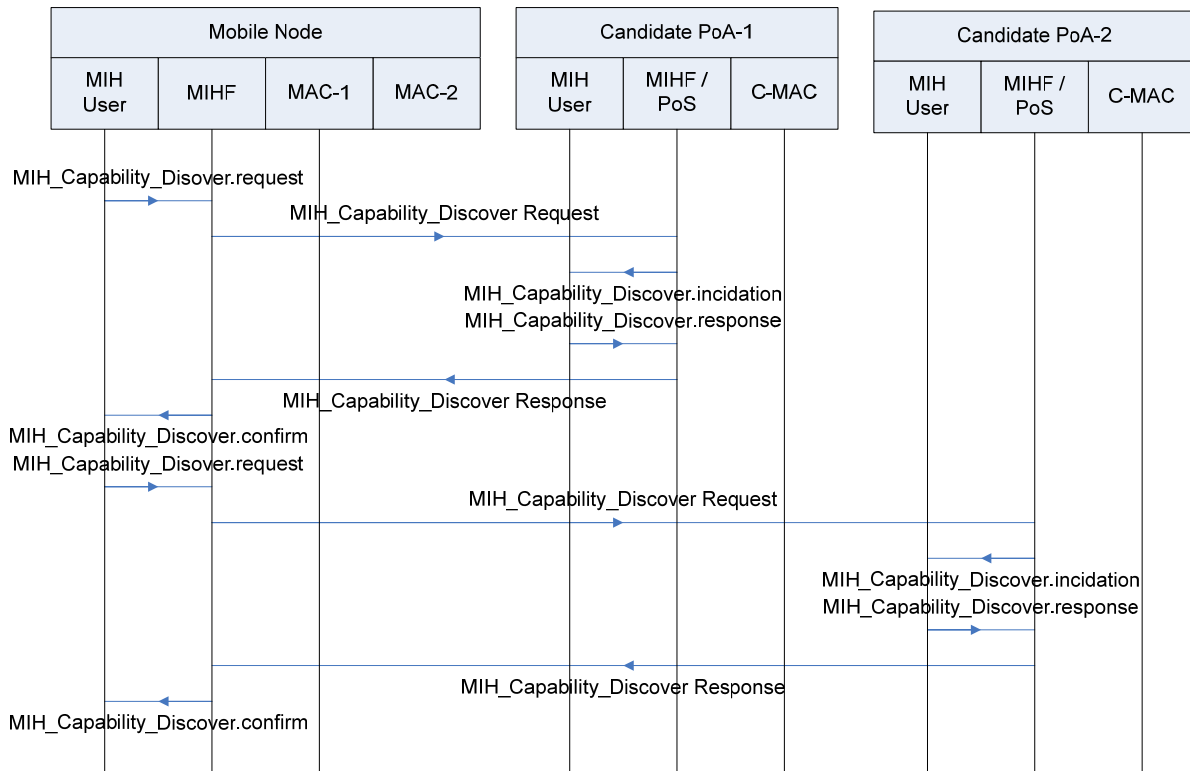 Mobile Node
Candidate PoA-1
Candidate PoA-2
MIH
User
MIHF
MAC-1
MAC-2
MIH
User
MIHF /
PoS
C-MAC
MIH
User
MIHF /
PoS
C-MAC
MIH_Capability_Disover.request
MIH_Capability_Discover Request
MIH_Capability_Discover.incidation
MIH_Capability_Discover.response
MIH_Capability_Discover Response
MIH_Capability_Discover.confirm
MIH_Capability_Disover.request
MIH_Capability_Discover Request
MIH_Capability_Discover.incidation
MIH_Capability_Discover.response
MIH_Capability_Discover Response
MIH_Capability_Discover.confirm